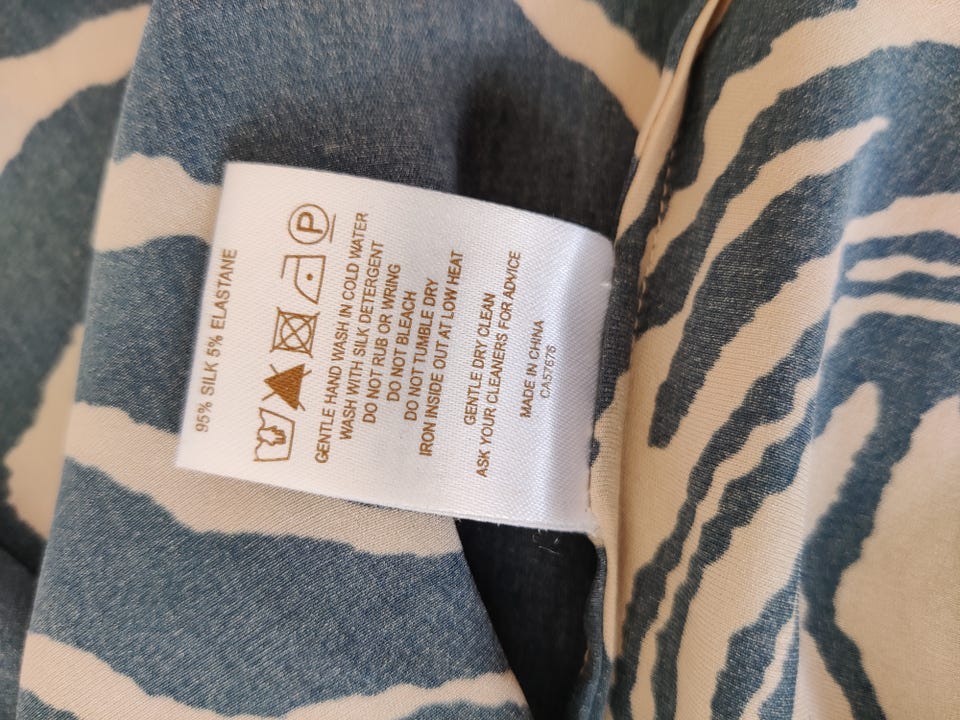 95% SILK 5% ELASTANE
P
GENTLE HAND WASH IN COLD WATER
WASH WITH SILK DETERGENT
DO NOT RUB OR WRING
DO NOT BLEACH
DO NOT TUMBLE DRY
IRON INSIDE OUT AT LOW HEAT
GENTLE DRY CLEAN
ASK YOUR CLEANERS FOR ADVICE
MADE IN CHINA
CA57676